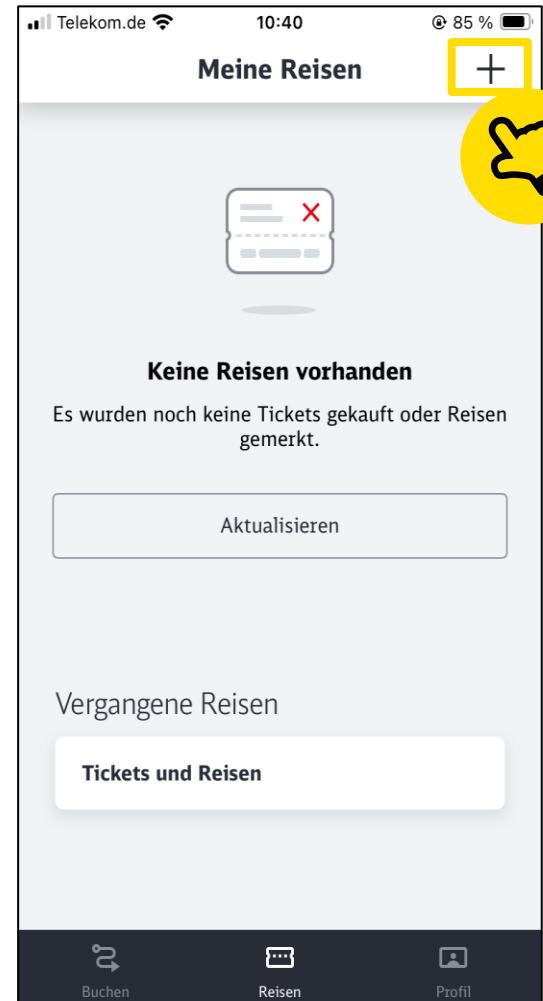 Telekom.de 10:40 85 %
Meine Reisen
Keine Reisen vorhanden
Es wurden noch keine Tickets gekauft oder Reisen
gemerkt.
Aktualisieren
Vergangene Reisen
Tickets und Reisen
Buchen Reisen Profil